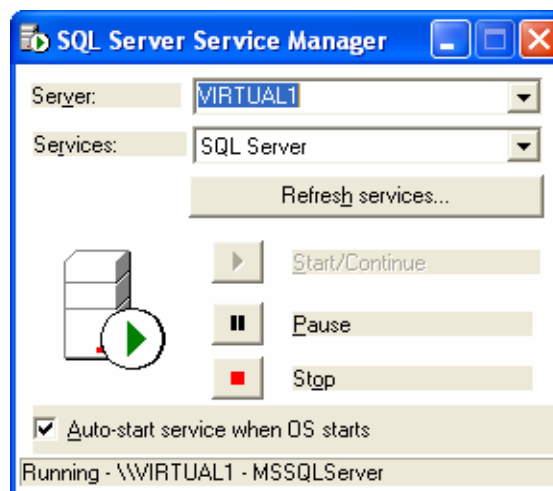 SQL Server Service Manager
Server:
VIRTUAL1
Services:
SQL Server
Refresh services...
Start/Continue
Pause
Stop
Auto-start service when OS starts
Running - \\VIRTUAL1 - MSSQLServer